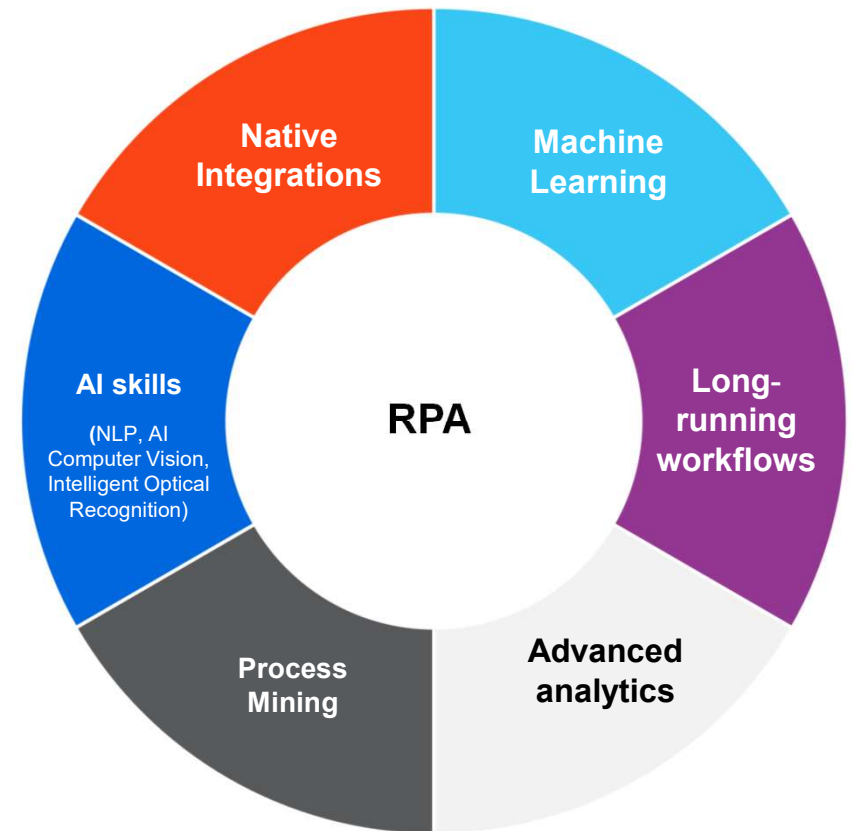 Native
Integrations
Machine
Learning
AI skills
(NLP, AI
Computer Vision,
Intelligent Optical
Recognition)
RPA
Long-
running
workflows
Process
Mining
Advanced
analytics